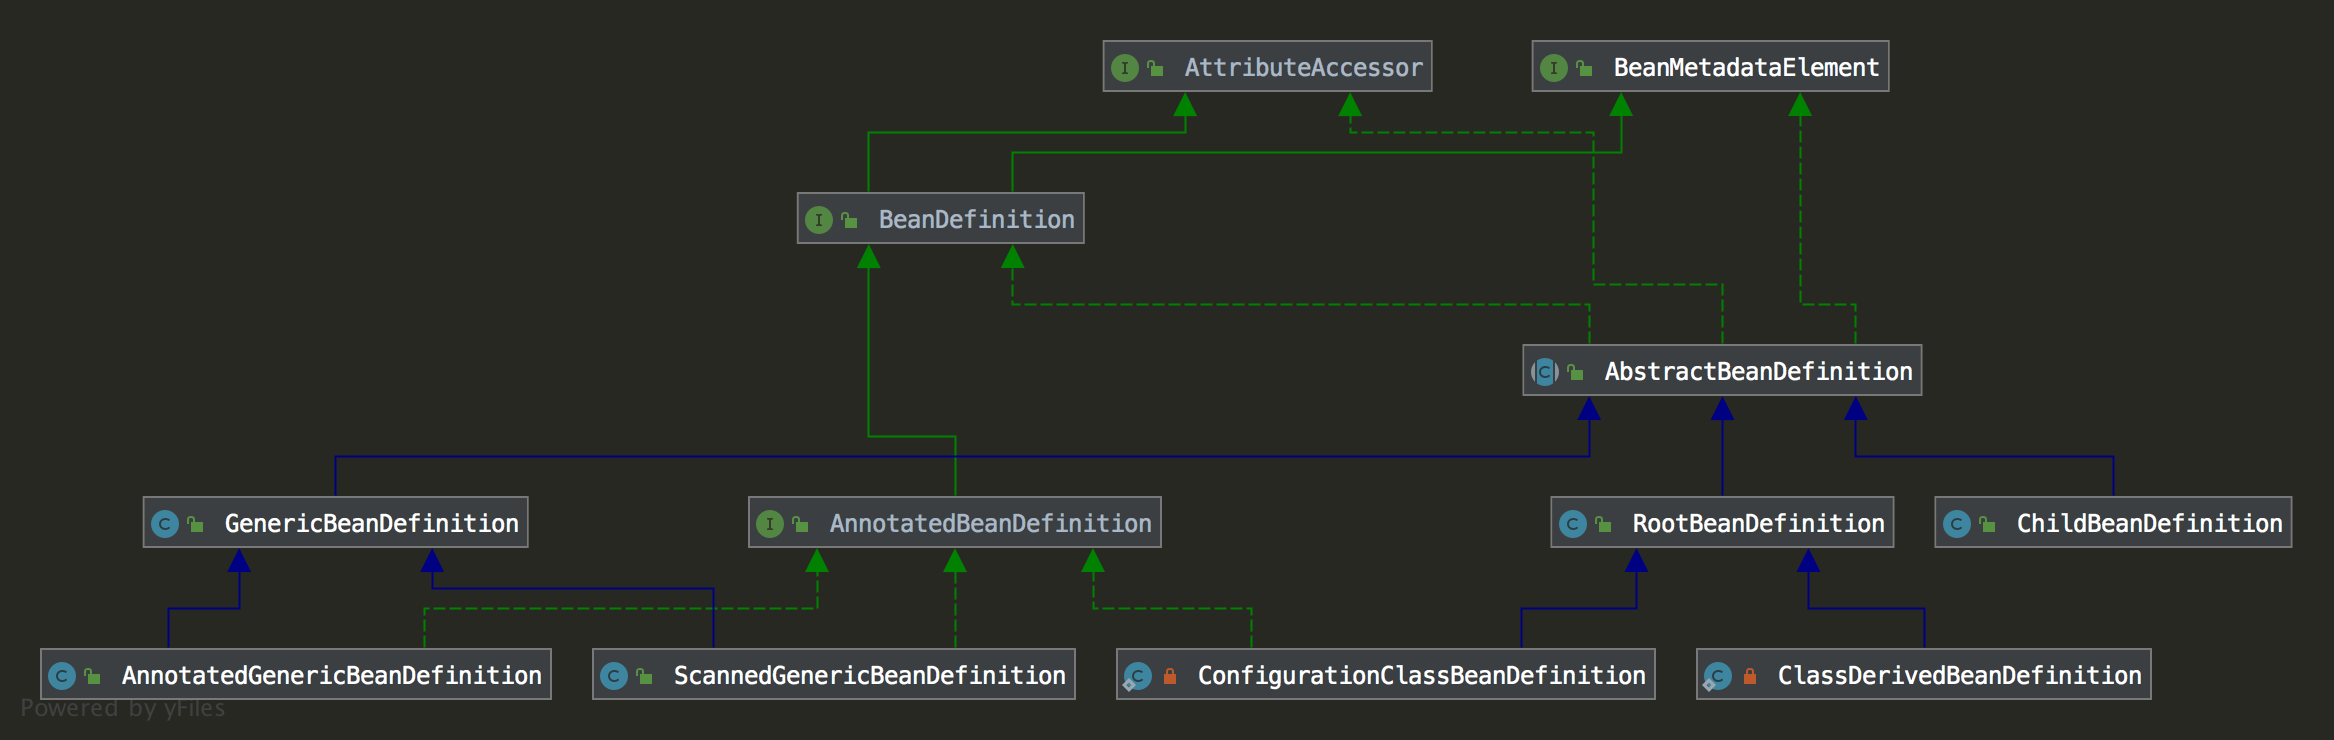 AttributeAccessor
BeanMetadataElement
BeanDefinition
AbstractBeanDefinition
GenericBeanDefinition
AnnotatedBeanDefinition
RootBeanDefinition
ChildBeanDefinition
AnnotatedGenericBeanDefinition
ScannedGenericBeanDefinition
ConfigurationClassBeanDefinition
ClassDerivedBeanDefinition
Powered by yFiles